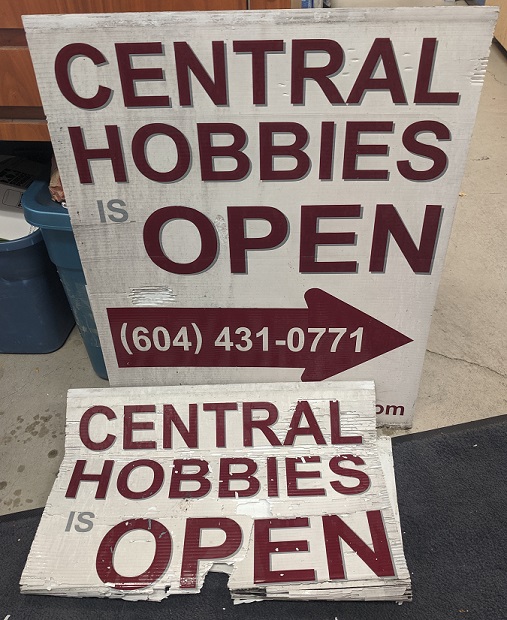 CENTRAL
HOBBIES
IS OPEN
(604) 431-0771
om
CENTRAL
HOBBIES
IS
OPEN